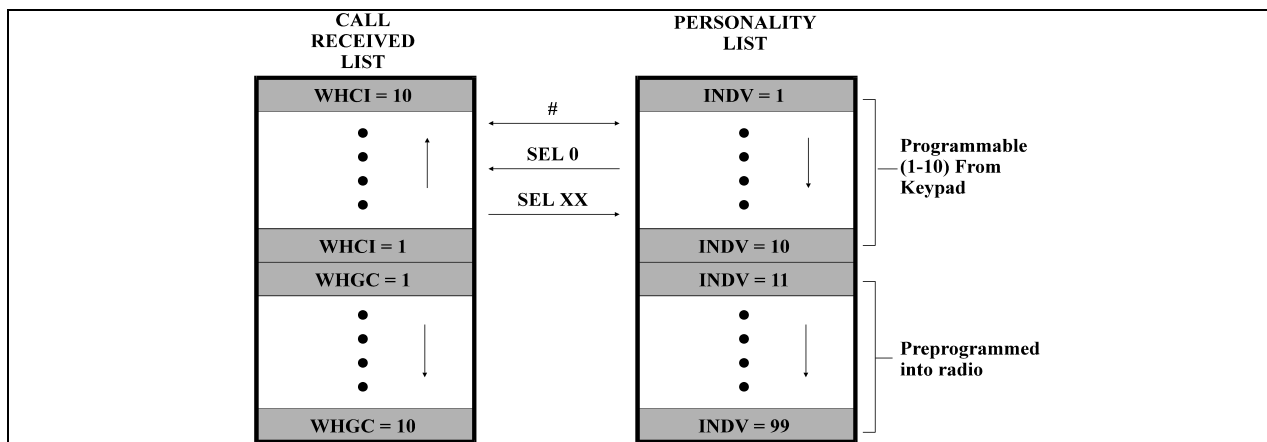 CALL
RECEIVED
LIST
PERSONALITY
LIST
WHCI = 10
#
INDV = 1
SEL 0
SEL XX
Programmable
(1-10) From
Keypad
WHCI = 1
INDV = 10
WHGC = 1
INDV = 11
Preprogrammed
into radio
WHGC = 10
INDV = 99